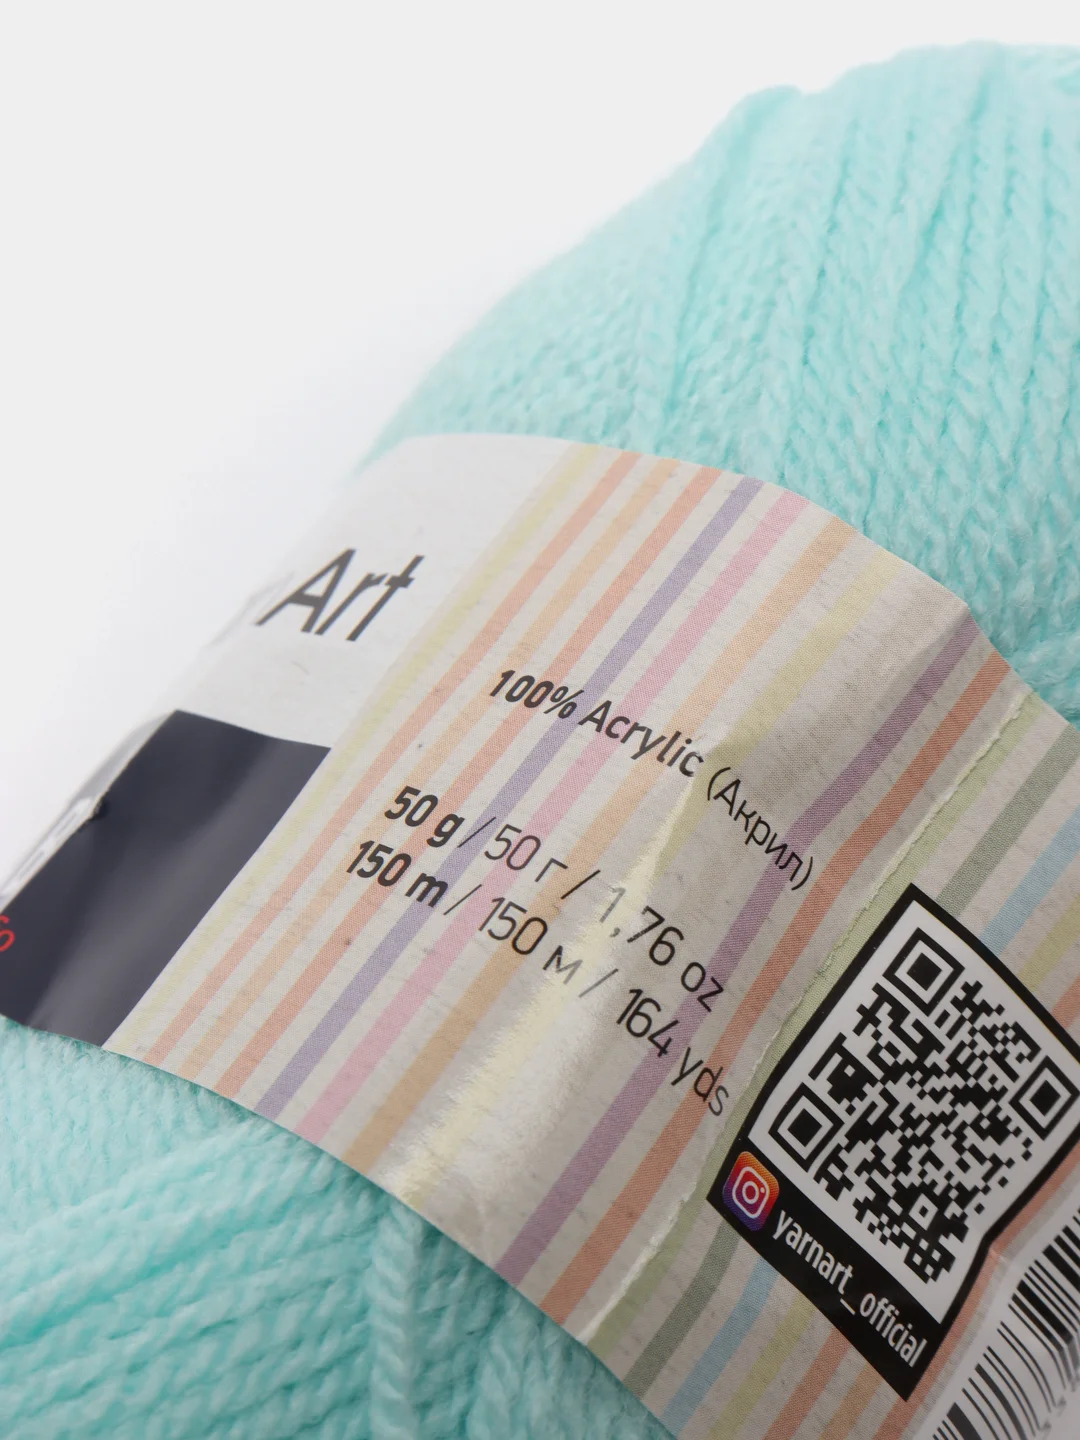 Art
100% Acrylic (Акрил)
50 g / 50 г / 1,76 oz
150 m / 150 м / 164 yds
yarnart_official